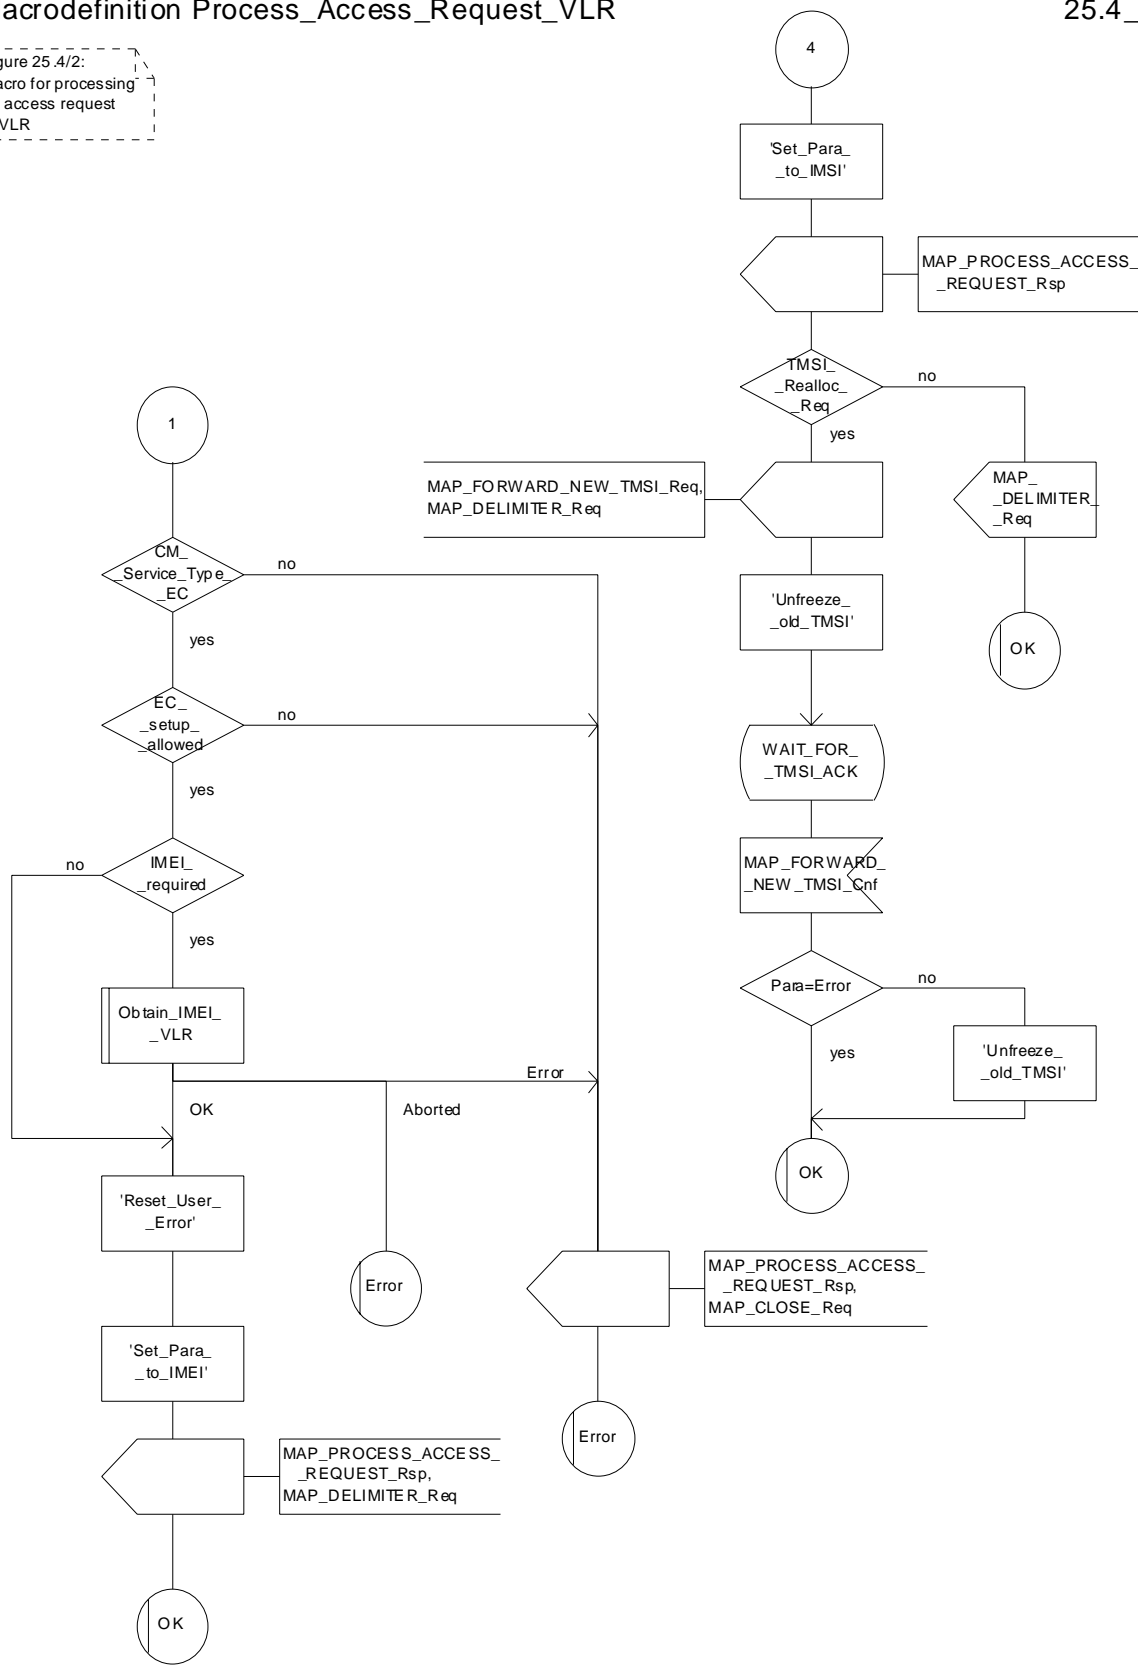 acrodefinition Process_Access_Request_VLR
25.4_
gure 25.4/2:
acro for processing
access request
VLR
4
'Set_Para_
_to_IMSI'
MAP_PROCESS_ACCESS_
_REQUEST_Rsp
TMSI_
_Realloc_
_Req
no
yes
MAP_FORWARD_NEW_TMSI_Req,
MAP_DELIMITER_Req
MAP_
_DELIMITER_
_Req
'Unfreeze_
_old_TMSI'
OK
WAIT_FOR_
_TMSI_ACK
MAP_FORWARD_
_NEW_TMSI_Cnf
Para=Error
no
yes
'Unfreeze_
_old_TMSI'
OK
1
CM_
_Service_Type_
_EC
no
yes
EC_
_setup_
_allowed
no
yes
IMEI_
_required
no
yes
Obtain_IMEI_
_VLR
Error
OK
Aborted
'Reset_User_
_Error'
Error
MAP_PROCESS_ACCESS_
_REQUEST_Rsp,
MAP_CLOSE_Req
'Set_Para_
_to_IMEI'
Error
MAP_PROCESS_ACCESS_
_REQUEST_Rsp,
MAP_DELIMITER_Req
OK